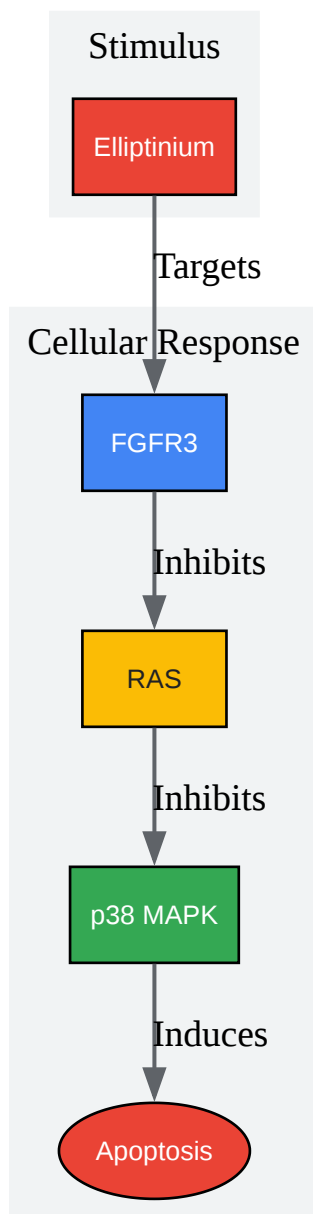 Stimulus
Elliptinium
Targets
Cellular Response
FGFR3
Inhibits
RAS
Inhibits
p38 MAPK
Induces
Apoptosis